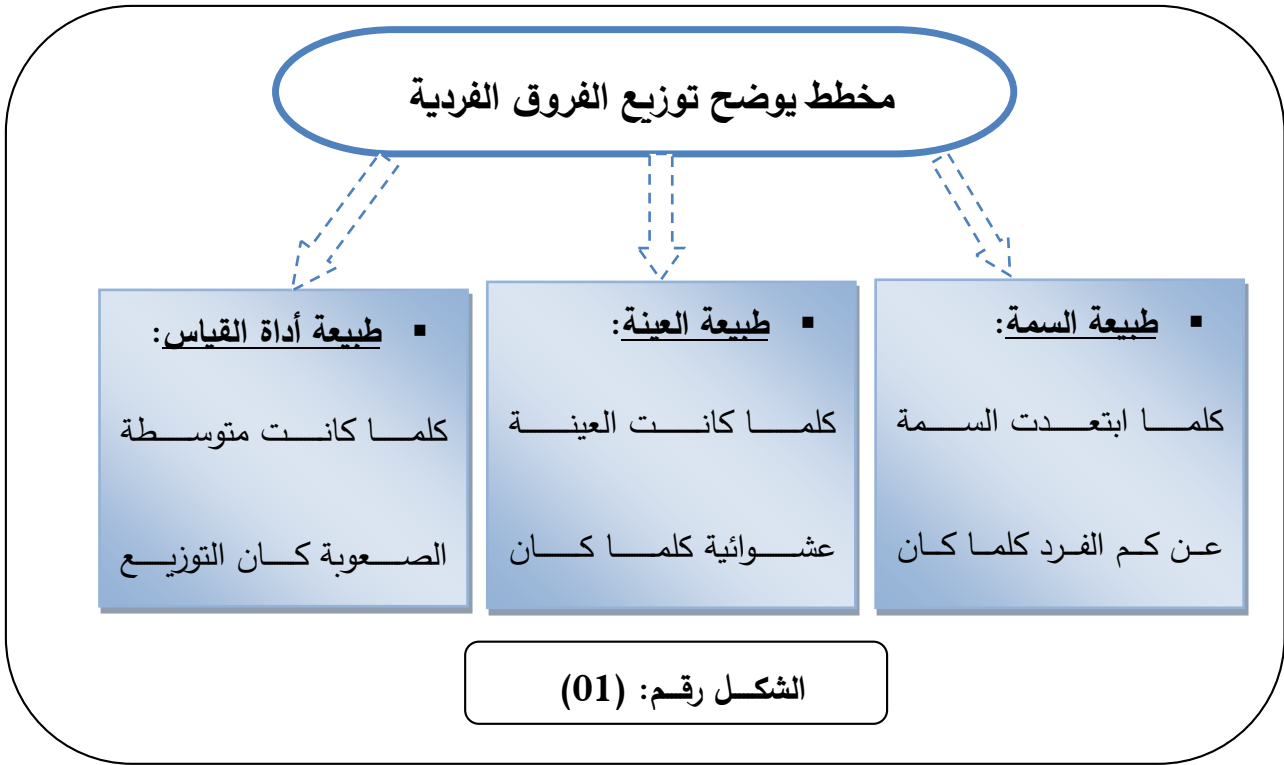 مخطط يوضح توزيع الفروق الفردية
▪ طبيعة السمة:
كلما ابتعدت السمة
عن كم الفرد كلما كان
▪ طبيعة العينة:
كلما كانت العينة
عشوائية كلما كان
▪ طبيعة أداة القياس:
كلما كانت متوسطة
الصعوبة كان التوزيع
الشكل رقم: (01)